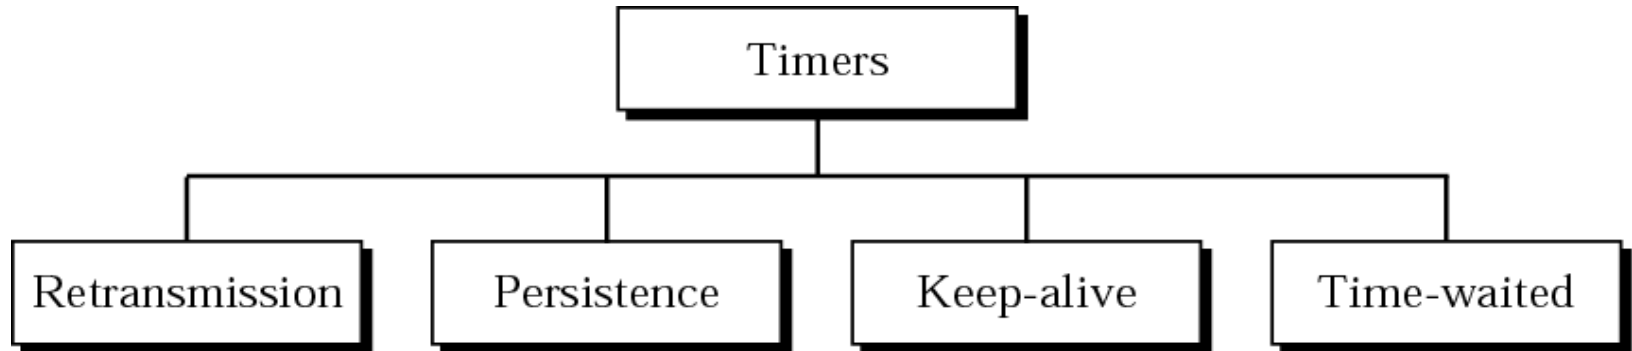 Timers
Retransmission
Persistence
Keep-alive
Time-waited